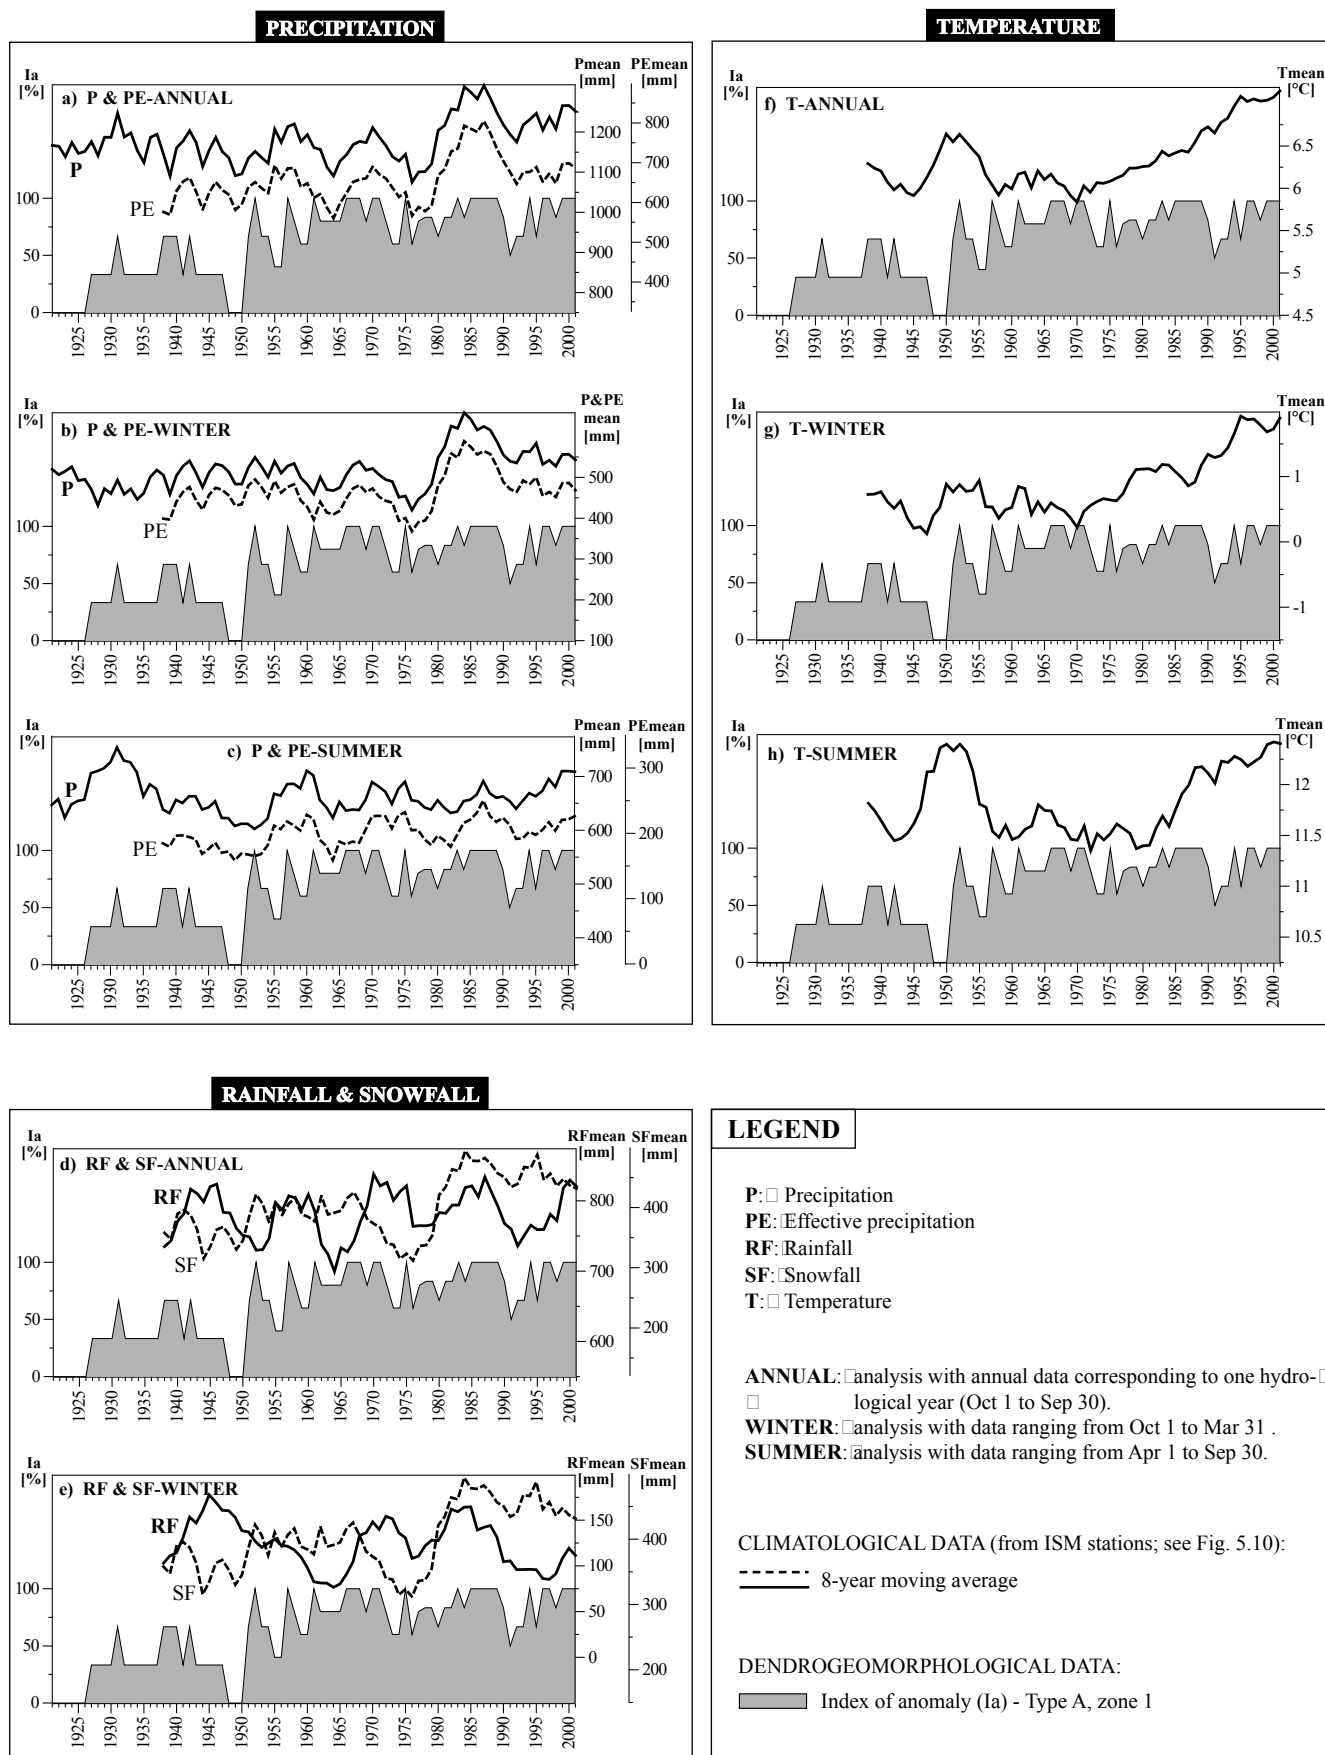 PRECIPITATION
Ia
[%]
Pmean
[mm]
PEmean
[mm]
a) P & PE-ANNUAL
P
PE
100
50
0
1200
1100
1000
900
800
800
700
600
500
400
1925 1930 1935 1940 1945 1950 1955 1960 1965 1970 1975 1980 1985 1990 1995 2000
Ia
[%]
P&PE
mean
[mm]
b) P & PE-WINTER
P
PE
100
50
0
500
400
300
200
100
1925 1930 1935 1940 1945 1950 1955 1960 1965 1970 1975 1980 1985 1990 1995 2000
Ia
[%]
Pmean
[mm]
PEmean
[mm]
c) P & PE-SUMMER
P
PE
100
50
0
700
600
500
400
300
200
100
0
1925 1930 1935 1940 1945 1950 1955 1960 1965 1970 1975 1980 1985 1990 1995 2000
TEMPERATURE
Ia
[%]
Tmean
[°C]
f) T-ANNUAL
100
50
0
6.5
6
5.5
5
4.5
1925 1930 1935 1940 1945 1950 1955 1960 1965 1970 1975 1980 1985 1990 1995 2000
Ia
[%]
Tmean
[°C]
g) T-WINTER
100
50
0
1
0
-1
1925 1930 1935 1940 1945 1950 1955 1960 1965 1970 1975 1980 1985 1990 1995 2000
Ia
[%]
Tmean
[°C]
h) T-SUMMER
100
50
0
12
11.5
11
10.5
1925 1930 1935 1940 1945 1950 1955 1960 1965 1970 1975 1980 1985 1990 1995 2000
RAINFALL & SNOWFALL
Ia
[%]
RFmean
[mm]
SFmean
[mm]
d) RF & SF-ANNUAL
RF
SF
100
50
0
800
700
600
400
300
200
1925 1930 1935 1940 1945 1950 1955 1960 1965 1970 1975 1980 1985 1990 1995 2000
Ia
[%]
RFmean
[mm]
SFmean
[mm]
e) RF & SF-WINTER
RF
SF
100
50
0
150
100
50
0
400
300
200
1925 1930 1935 1940 1945 1950 1955 1960 1965 1970 1975 1980 1985 1990 1995 2000
LEGEND
P: Precipitation
PE: Effective precipitation
RF: Rainfall
SF: Snowfall
T: Temperature
ANNUAL: analysis with annual data corresponding to one hydro-
logical year (Oct 1 to Sep 30).
WINTER: analysis with data ranging from Oct 1 to Mar 31 .
SUMMER: analysis with data ranging from Apr 1 to Sep 30.
CLIMATOLOGICAL DATA (from ISM stations; see Fig. 5.10):
8-year moving average
DENDROGEOMORPHOLOGICAL DATA:
Index of anomaly (Ia) - Type A, zone 1